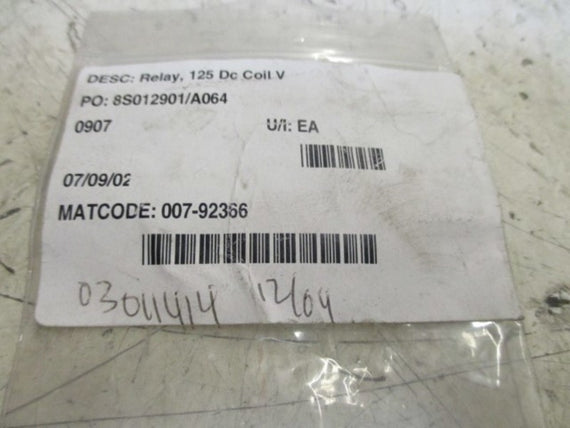 DESC: Relay, 125 Dc Coil V
PO: 8S012901/A064
0907 U/I: EA
07/09/02
MATCODE: 007-92366
03011414 12/04